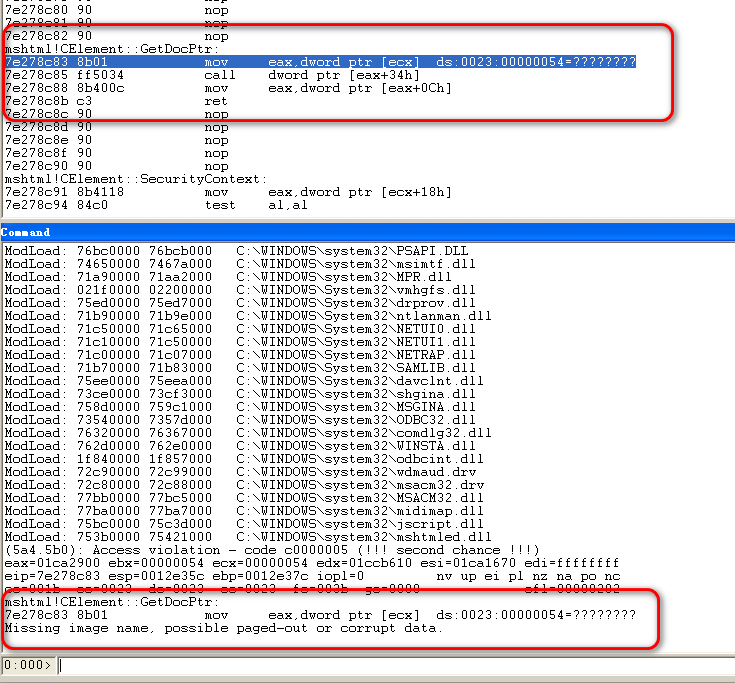 7e278c80 90 nop
7e278c81 90 nop
7e278c82 90 nop
mshtml!CElement::GetDocPtr:
7e278c83 8b01 mov eax,dword ptr [ecx] ds:0023:00000054=????????
7e278c85 ff5034 call dword ptr [eax+34h]
7e278c88 8b400c mov eax,dword ptr [eax+0Ch]
7e278c8b c3 ret
7e278c8c 90 nop
7e278c8d 90 nop
7e278c8e 90 nop
7e278c8f 90 nop
7e278c90 90 nop
mshtml!CElement::SecurityContext:
7e278c91 8b4118 mov eax,dword ptr [ecx+18h]
7e278c94 84c0 test al,al
Command
ModLoad: 76bc0000 76bcb000 C:\WINDOWS\system32\PSAPI.DLL
ModLoad: 74650000 7467a000 C:\WINDOWS\system32\msimtf.dll
ModLoad: 71a90000 71aa2000 C:\WINDOWS\system32\MPR.dll
ModLoad: 021f0000 02200000 C:\WINDOWS\system32\vmhgfs.dll
ModLoad: 75ed0000 75ed7000 C:\WINDOWS\system32\drprov.dll
ModLoad: 71b90000 71b9e000 C:\WINDOWS\system32\ntlanman.dll
ModLoad: 71c50000 71c65000 C:\WINDOWS\system32\NETUI0.dll
ModLoad: 71c10000 71c50000 C:\WINDOWS\system32\NETUI1.dll
ModLoad: 71c00000 71c07000 C:\WINDOWS\system32\NETRAP.dll
ModLoad: 71b70000 71b83000 C:\WINDOWS\system32\SAMLIB.dll
ModLoad: 75ee0000 75eea000 C:\WINDOWS\system32\davclnt.dll
ModLoad: 73ce0000 73cf3000 C:\WINDOWS\system32\shgina.dll
ModLoad: 758d0000 759c1000 C:\WINDOWS\system32\MSGINA.dll
ModLoad: 73540000 7357d000 C:\WINDOWS\system32\ODBC32.dll
ModLoad: 76320000 76367000 C:\WINDOWS\system32\comdlg32.dll
ModLoad: 762d0000 762e0000 C:\WINDOWS\system32\WINSTA.dll
ModLoad: 1f840000 1f857000 C:\WINDOWS\system32\odbcint.dll
ModLoad: 72c90000 72c99000 C:\WINDOWS\system32\wdmaud.drv
ModLoad: 72c80000 72c88000 C:\WINDOWS\system32\msacm32.drv
ModLoad: 77bb0000 77bc5000 C:\WINDOWS\system32\MSACM32.dll
ModLoad: 77ba0000 77ba7000 C:\WINDOWS\system32\midimap.dll
ModLoad: 75bc0000 75c3d000 C:\WINDOWS\system32\jscript.dll
ModLoad: 753b0000 75421000 C:\WINDOWS\system32\mshtmled.dll
(5a4.5b0): Access violation - code c0000005 (!!! second chance !!!)
eax=01ca2900 ebx=00000054 ecx=00000054 edx=01ccb610 esi=01ca1670 edi=ffffffff
eip=7e278c83 esp=0012e35c ebp=0012e37c iopl=0 nv up ei pl nz na po nc
cs=001b ss=0023 ds=0023 es=0023 fs=003b gs=0000 efl=00000202
mshtml!CElement::GetDocPtr:
7e278c83 8b01 mov eax,dword ptr [ecx] ds:0023:00000054=????????
Missing image name, possible paged-out or corrupt data.
0:000>